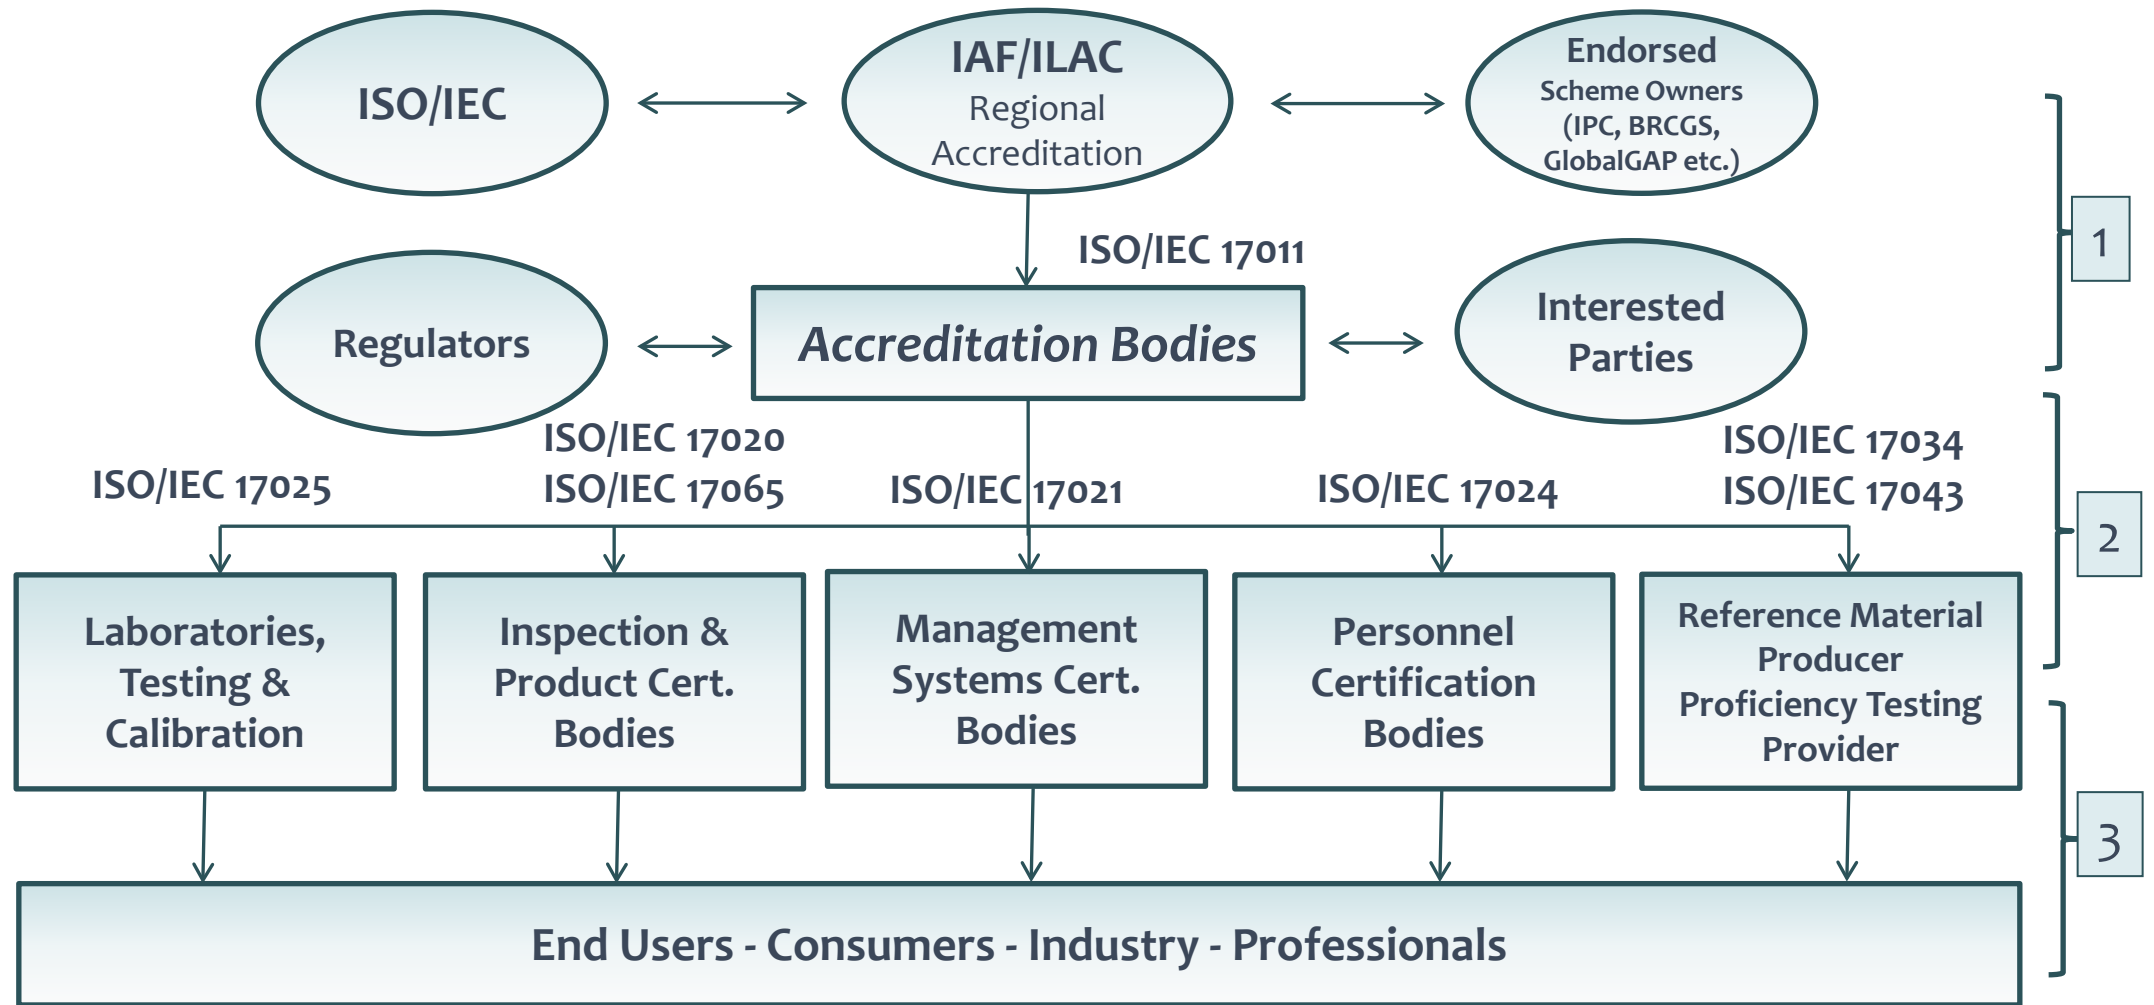 ISO/IEC
IAF/ILAC
Regional
Accreditation
Endorsed
Scheme Owners
(IPC, BRCGS,
GlobalGAP etc.)
ISO/IEC 17011
1
Regulators
Accreditation Bodies
Interested
Parties
ISO/IEC 17025
ISO/IEC 17020
ISO/IEC 17065
ISO/IEC 17021
ISO/IEC 17024
ISO/IEC 17034
ISO/IEC 17043
2
Laboratories,
Testing &
Calibration
Inspection &
Product Cert.
Bodies
Management
Systems Cert.
Bodies
Personnel
Certification
Bodies
Reference Material
Producer
Proficiency Testing
Provider
3
End Users - Consumers - Industry - Professionals